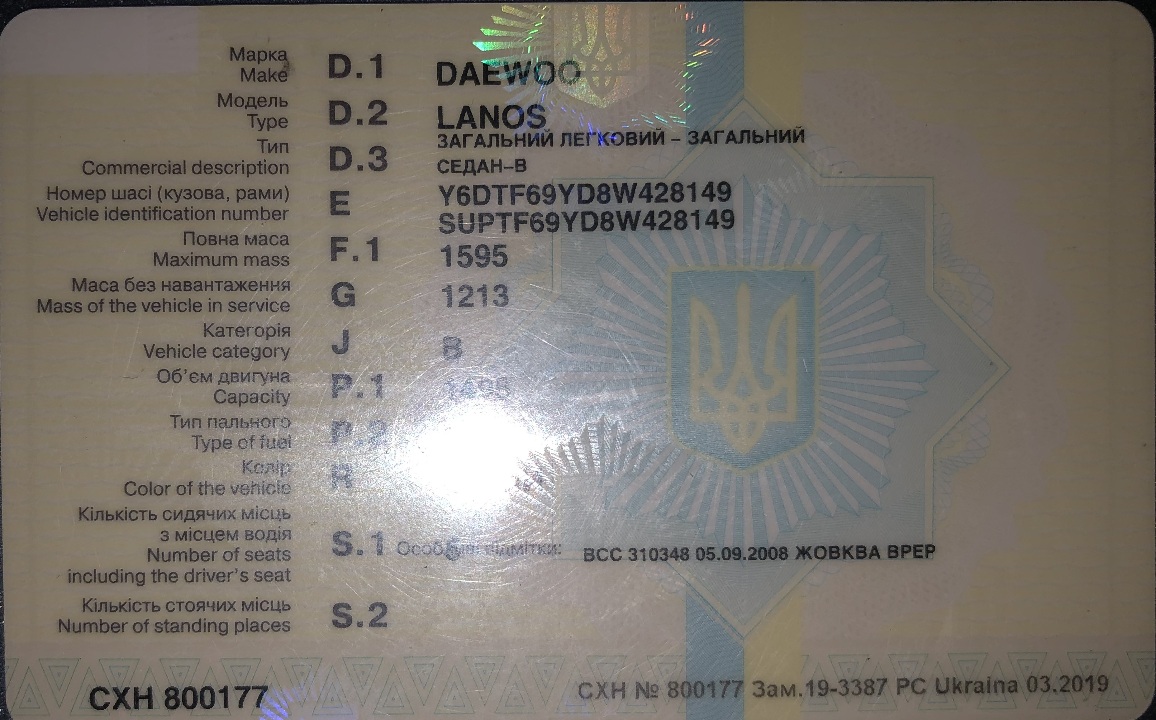 Марка
Make D.1 DAEWOO
Модель
Type D.2 LANOS
Тип
Commercial description D.3 ЗАГАЛЬНИЙ ЛЕГКОВИЙ – ЗАГАЛЬНИЙ
СЕДАН–В
Номер шасі (кузова, рами)
Vehicle identification number E Y6DTF69YD8W428149
SUPTF69YD8W428149
Повна маса
Maximum mass F.1 1595
Маса без навантаження
Mass of the vehicle in service G 1213
Категорія
Vehicle category J B
Об'єм двигуна
Capacity P.1
Тип пального
Type of fuel P.3
Колір
Color of the vehicle R
Кількість сидячих місць
з місцем водія
Number of seats
including the driver's seat S.1 5 Особливі відмітки: ВСС 310348 05.09.2008 ЖОВКВА ВРЕР
Кількість стоячих місць
Number of standing places S.2
СХН 800177
СХН № 800177 Зам.19-3387 РС Ukraina 03.2019